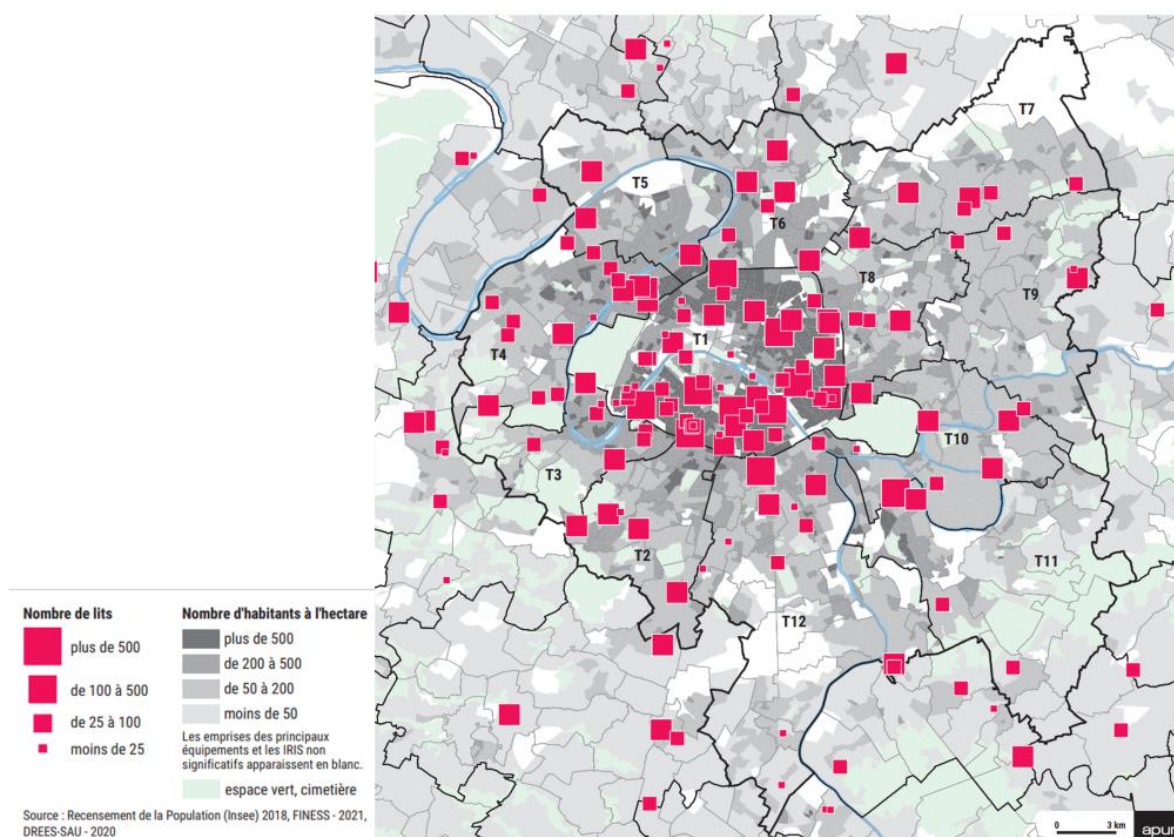 T7
T5
T6
T8
T9
T1
T4
T10
T3
T2
T11
T12
Nombre de lits
plus de 500
de 100 à 500
de 25 à 100
moins de 25
Nombre d'habitants à l'hectare
plus de 500
de 200 à 500
de 50 à 200
moins de 50
Les emprises des principaux
équipements et les IRIS non
significatifs apparaissent en blanc.
espace vert, cimetière
Source : Recensement de la Population (Insee) 2018, FINESS - 2021,
DREES-SAU - 2020
0 3 km
apur